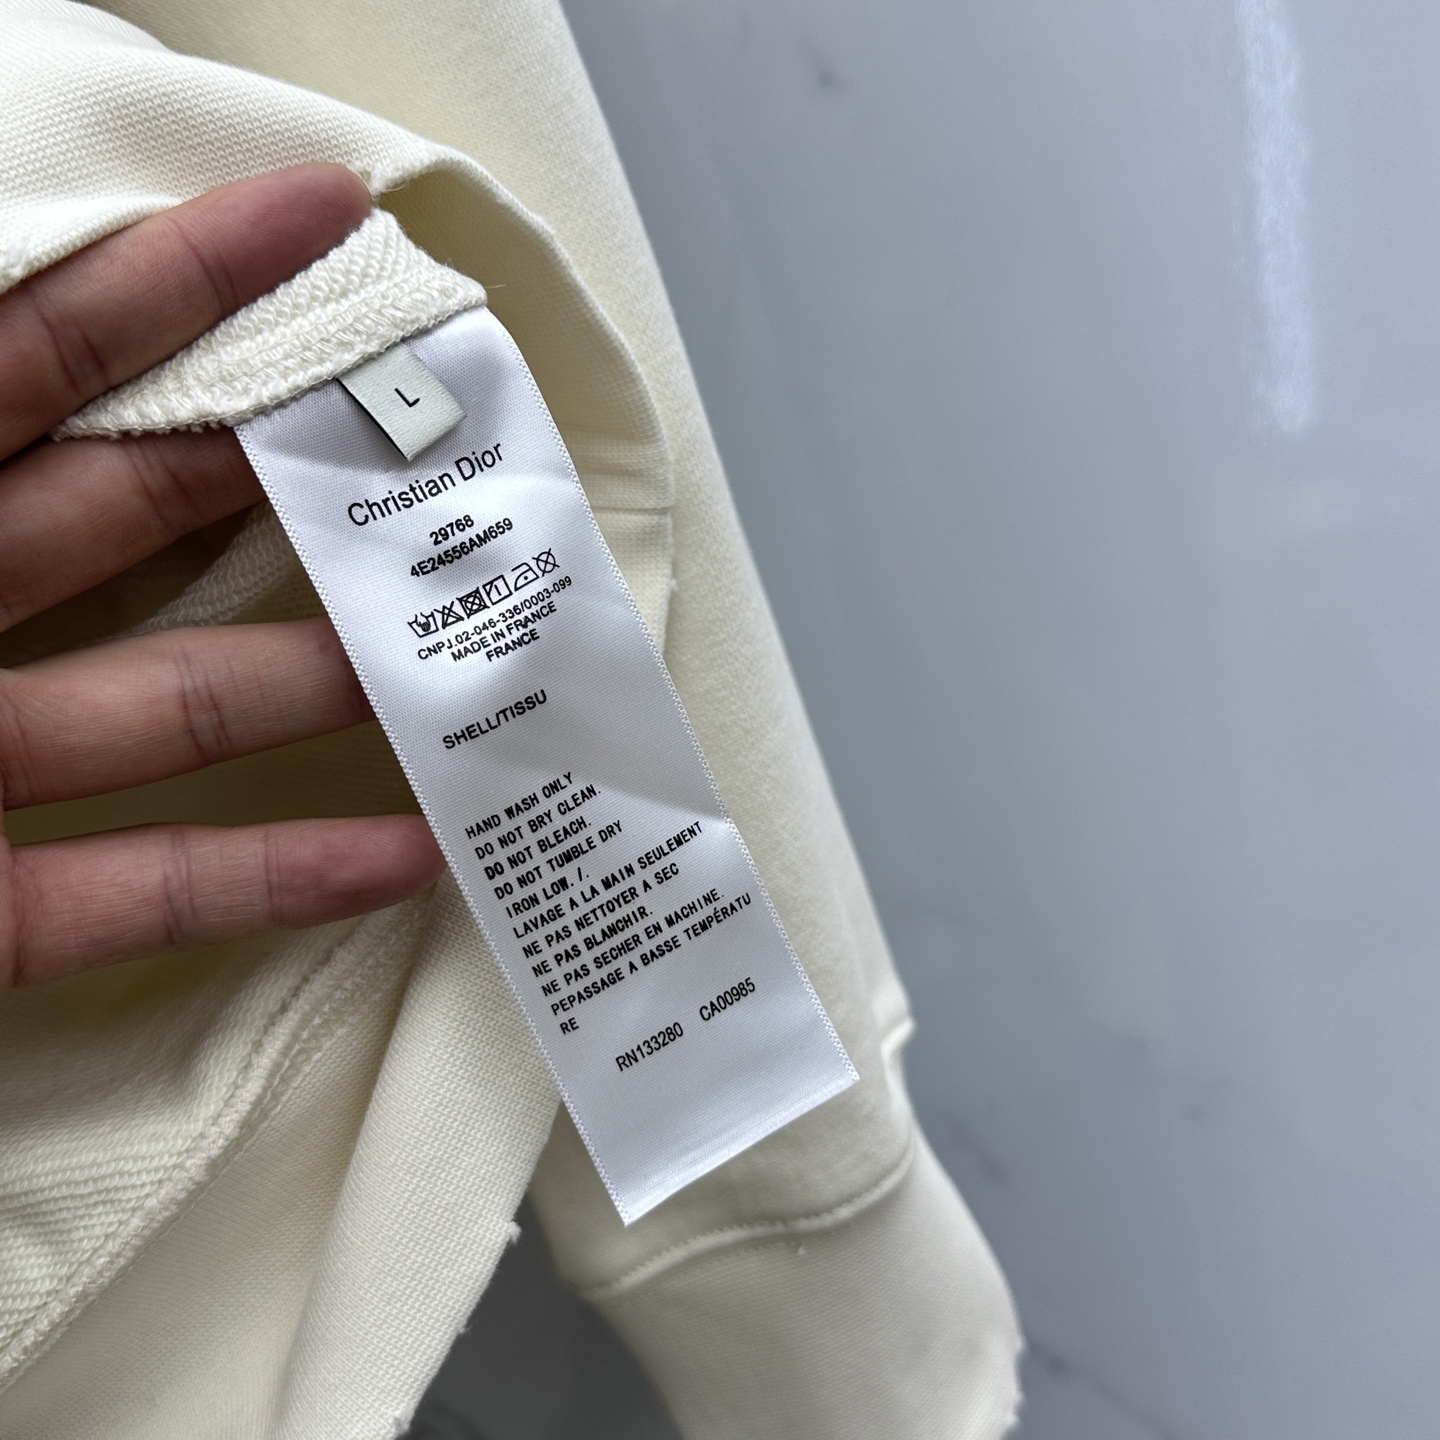 L
Christian Dior
29768
4E24556AM659
CNPJ.02-046-336/0003-099
MADE IN FRANCE
FRANCE
SHELL/TISSU
HAND WASH ONLY
DO NOT BRY CLEAN.
DO NOT BLEACH.
DO NOT TUMBLE DRY
IRON LOW. /.
LAVAGE A LA MAIN SEULEMENT
NE PAS NETTOYER A SEC
NE PAS BLANCHIR.
NE PAS SECHER EN MACHINE.
PEPASSAGE A BASSE TEMPÉRATU
RE
RN133280 CA00985